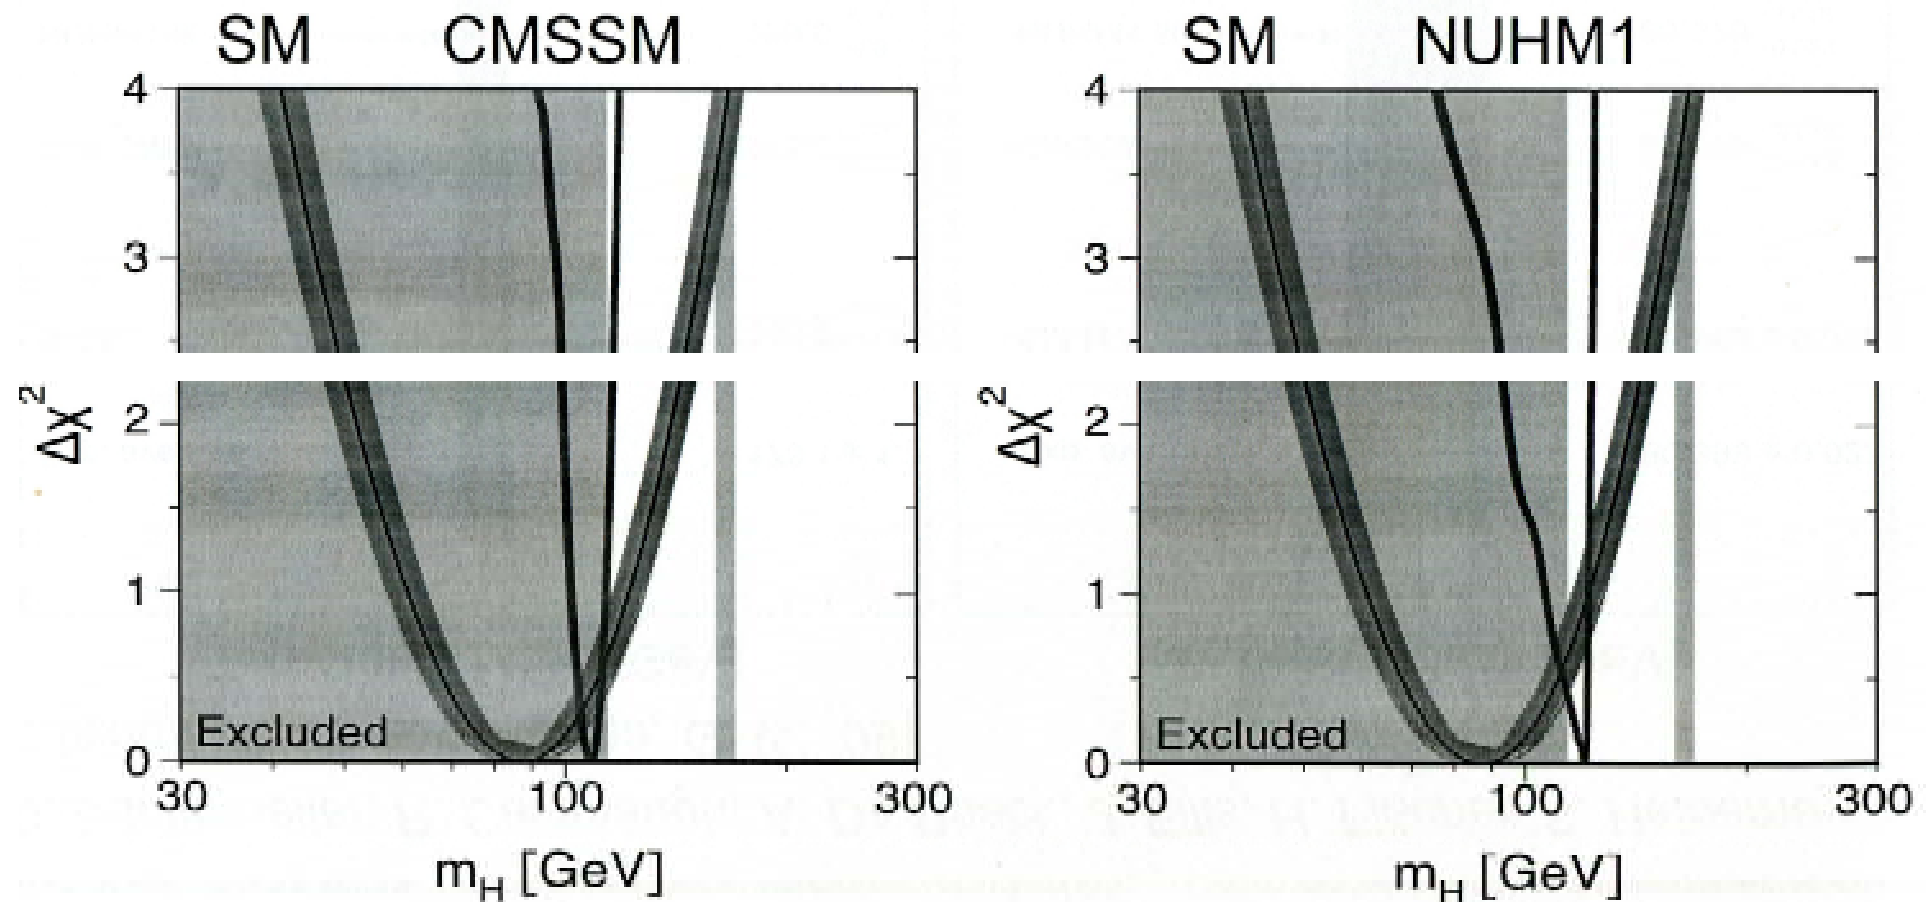 SM CMSSM
4
3
2
1
0
Δχ²
Excluded
30 100 300
m_H [GeV]
SM NUHM1
4
3
2
1
0
Δχ²
Excluded
30 100 300
m_H [GeV]